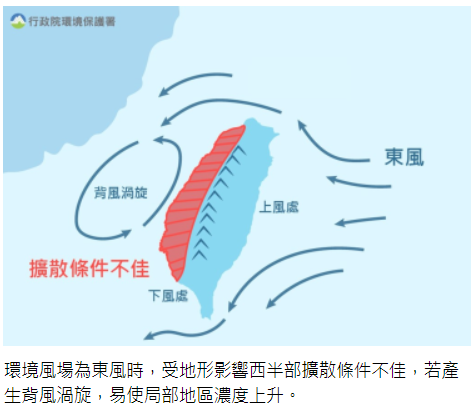 行政院環境保護署
東風
背風渦旋
上風處
擴散條件不佳
下風處
環境風場為東風時，受地形影響西半部擴散條件不佳，若產
生背風渦旋，易使局部地區濃度上升。